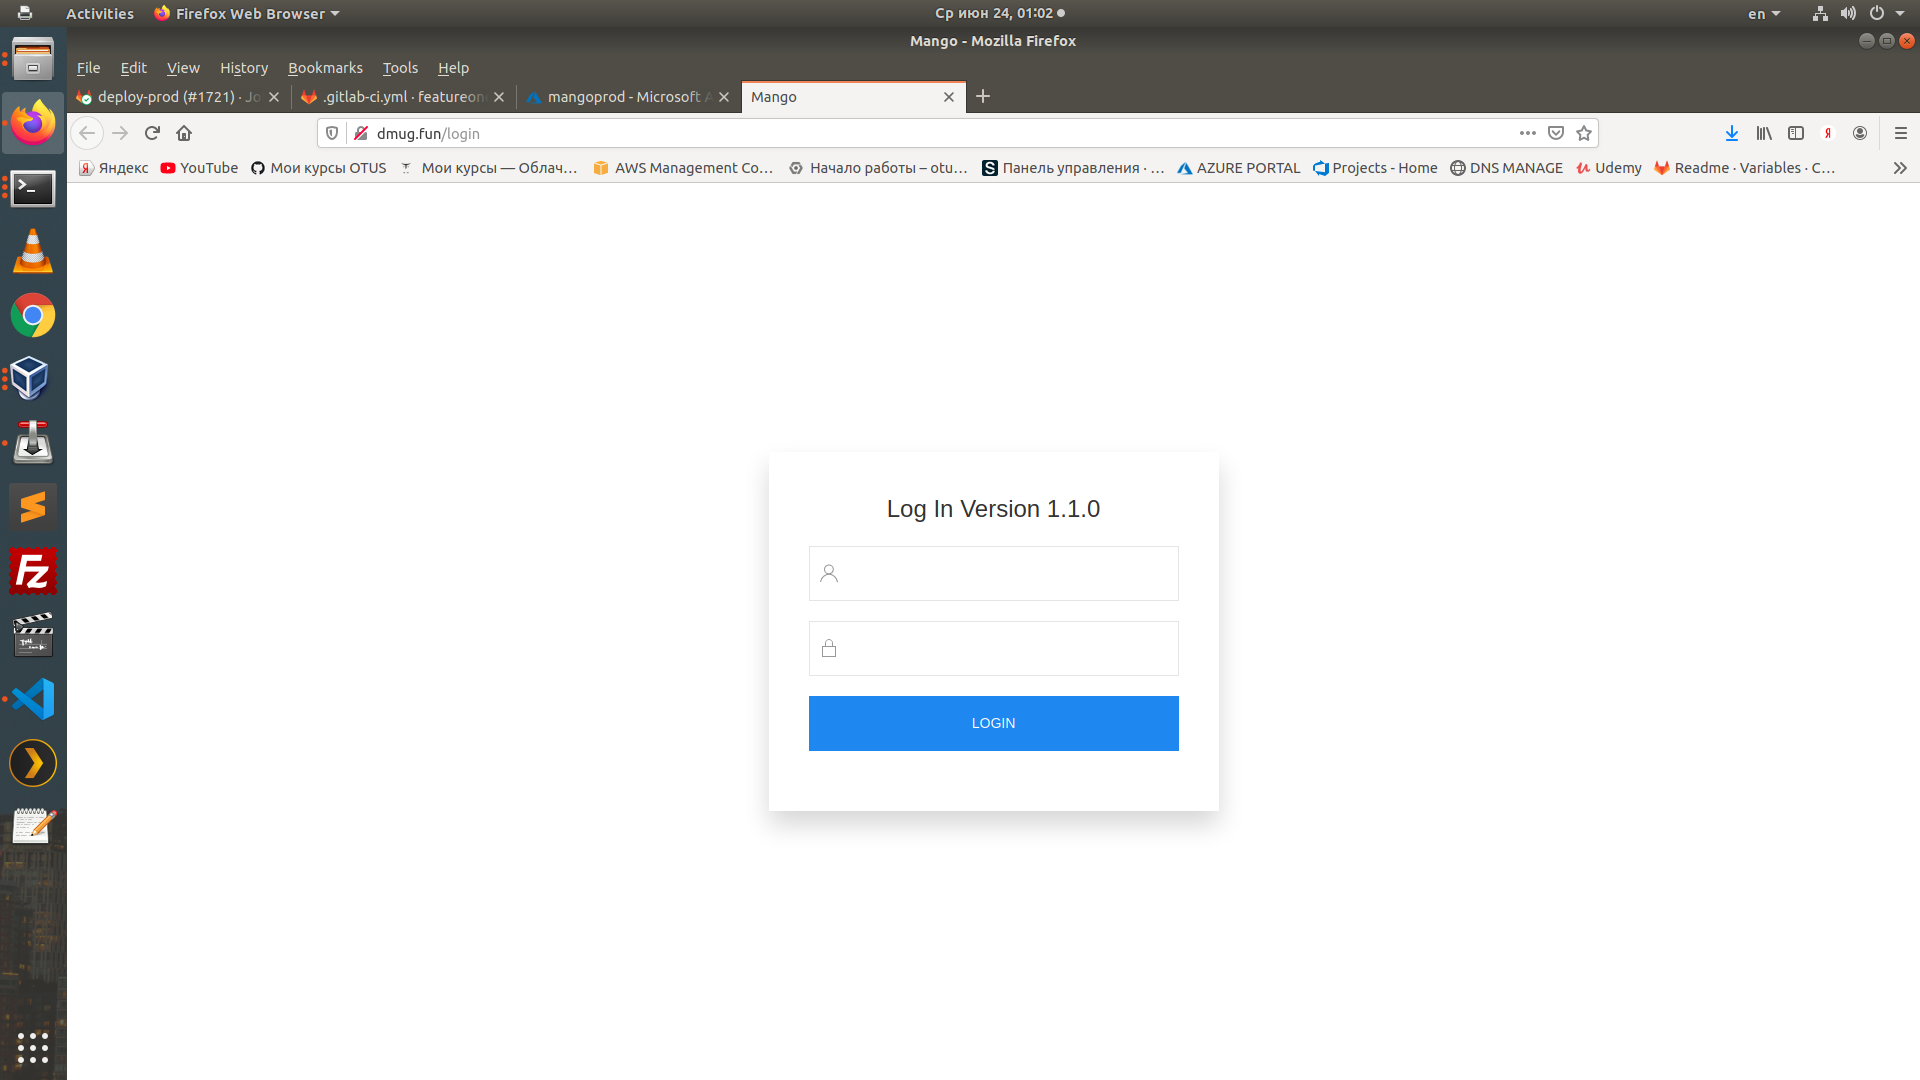 Activities Firefox Web Browser Ср июн 24, 01:02 en
Mango - Mozilla Firefox
File Edit View History Bookmarks Tools Help
deploy-prod (#1721) · Jo .gitlab-ci.yml · featureon mangoprod - Microsoft A Mango
dmug.fun/login
Яндекс YouTube Мои курсы OTUS Мои курсы — Облач… AWS Management Co… Начало работы – otu… Панель управления · … AZURE PORTAL Projects - Home DNS MANAGE Udemy Readme · Variables · C…
Log In Version 1.1.0
LOGIN